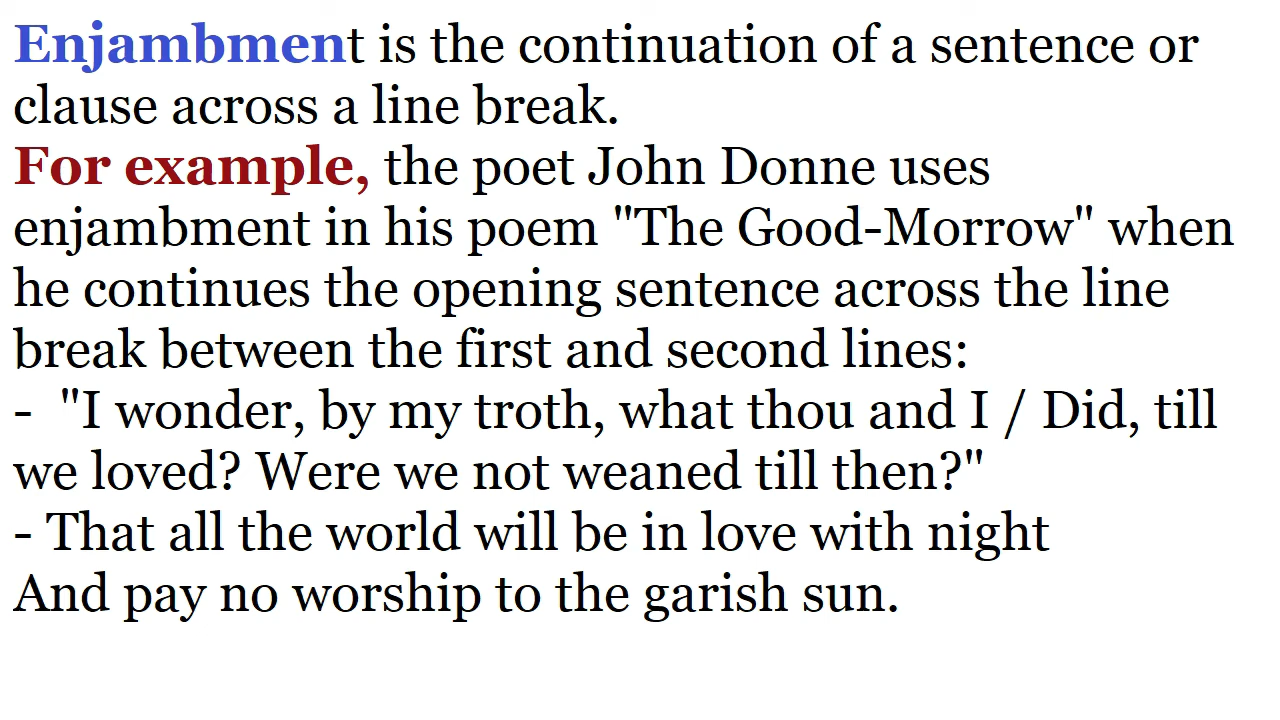 Enjambment is the continuation of a sentence or
clause across a line break.
For example, the poet John Donne uses
enjambment in his poem "The Good-Morrow" when
he continues the opening sentence across the line
break between the first and second lines:
-  "I wonder, by my troth, what thou and I / Did, till
we loved? Were we not weaned till then?"
- That all the world will be in love with night
And pay no worship to the garish sun.